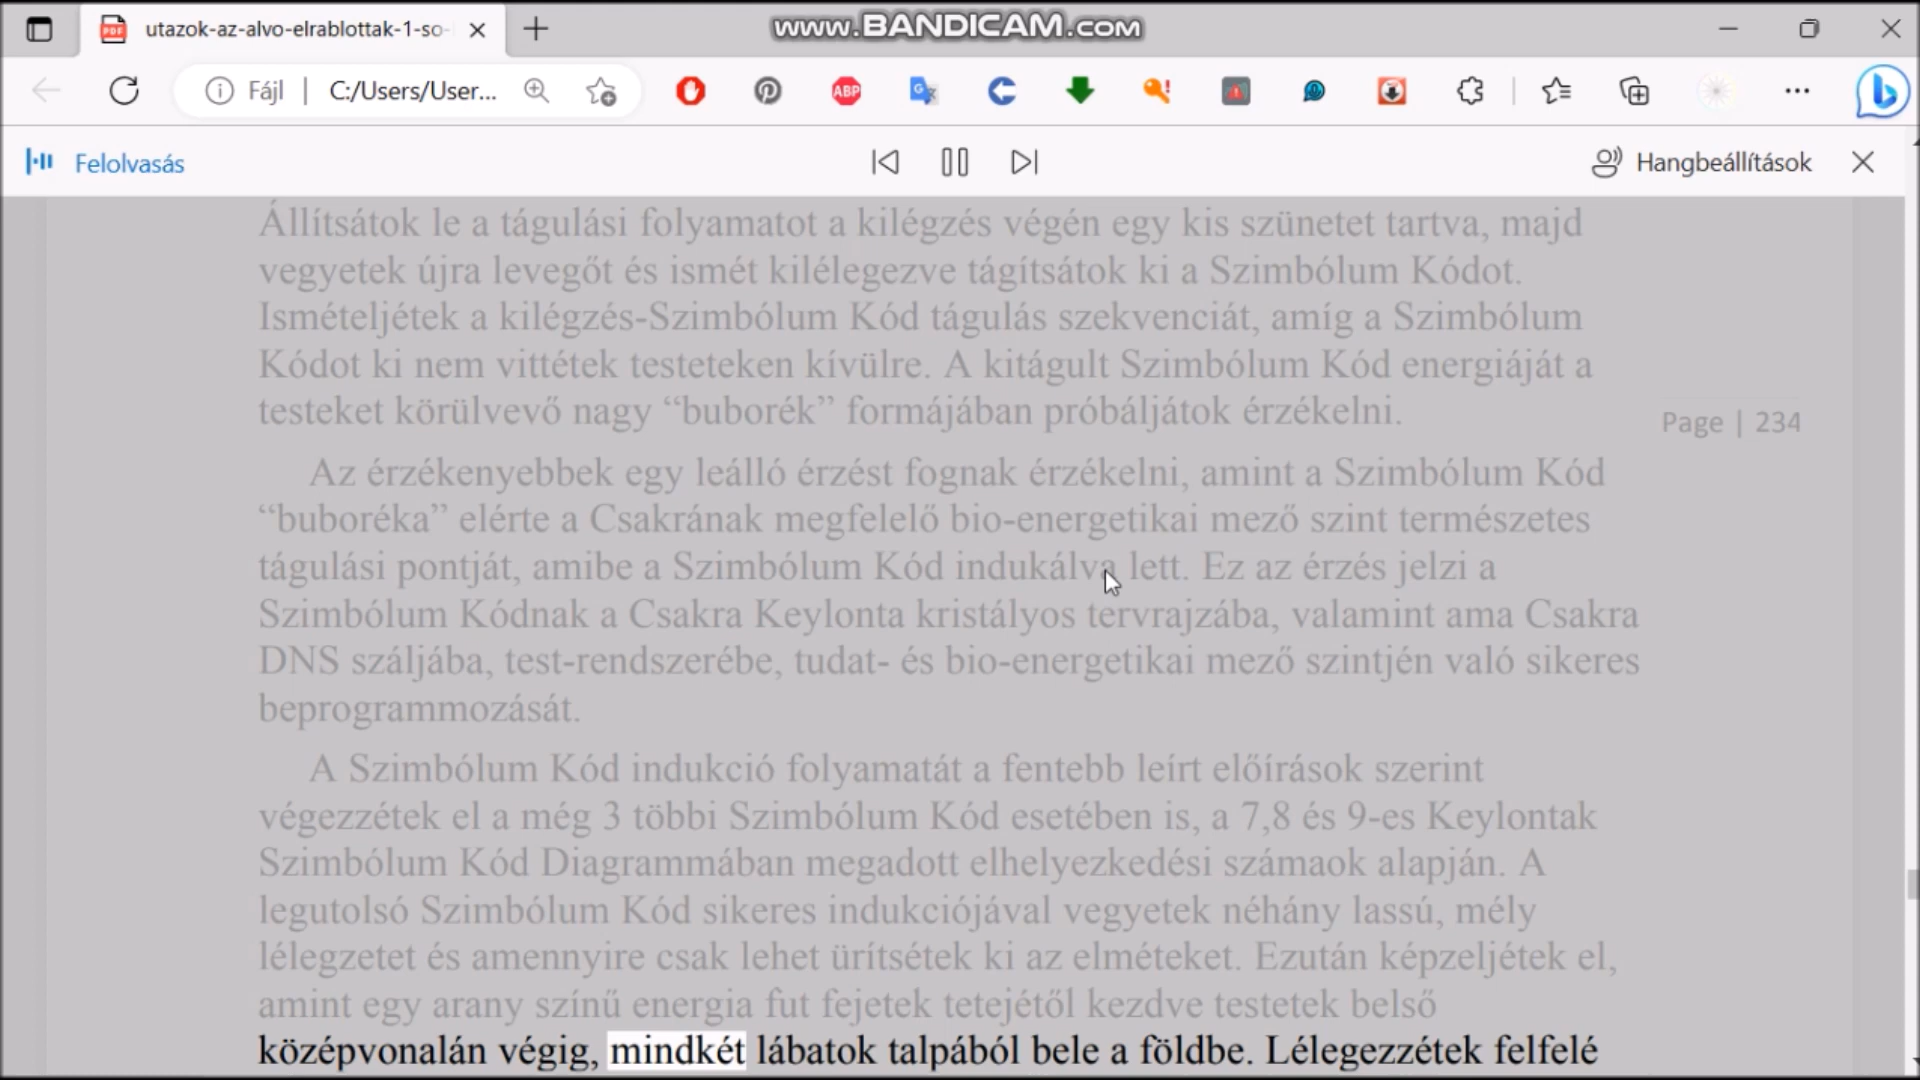 utazok-az-alvo-elrablottak-1-so-
www.BANDICAM.com
Fájl
C:/Users/User...
ABP
Felolvasás
Hangbeállítások
Állítsátok le a tágulási folyamatot a kilégzés végén egy kis szünetet tartva, majd
vegyetek újra levegőt és ismét kilélegezve tágítsátok ki a Szimbólum Kódot.
Ismételjétek a kilégzés-Szimbólum Kód tágulás szekvenciát, amíg a Szimbólum
Kódot ki nem vittétek testeteken kívülre. A kitágult Szimbólum Kód energiáját a
testeket körülvevő nagy “buborék” formájában próbáljátok érzékelni.
Page | 234
Az érzékenyebbek egy leálló érzést fognak érzékelni, amint a Szimbólum Kód
“buboréka” elérte a Csakrának megfelelő bio-energetikai mező szint természetes
tágulási pontját, amibe a Szimbólum Kód indukálva lett. Ez az érzés jelzi a
Szimbólum Kódnak a Csakra Keylonta kristályos tervrajzába, valamint ama Csakra
DNS száljába, test-rendszerébe, tudat- és bio-energetikai mező szintjén való sikeres
beprogrammozását.
A Szimbólum Kód indukció folyamatát a fentebb leírt előírások szerint
végezzétek el a még 3 többi Szimbólum Kód esetében is, a 7,8 és 9-es Keylontak
Szimbólum Kód Diagrammában megadott elhelyezkedési számaok alapján. A
legutolsó Szimbólum Kód sikeres indukciójával vegyetek néhány lassú, mély
lélegzetet és amennyire csak lehet ürítsétek ki az elméteket. Ezután képzeljétek el,
amint egy arany színű energia fut fejetek tetejétől kezdve testetek belső
középvonalán végig, mindkét lábatok talpából bele a földbe. Lélegezzétek felfelé